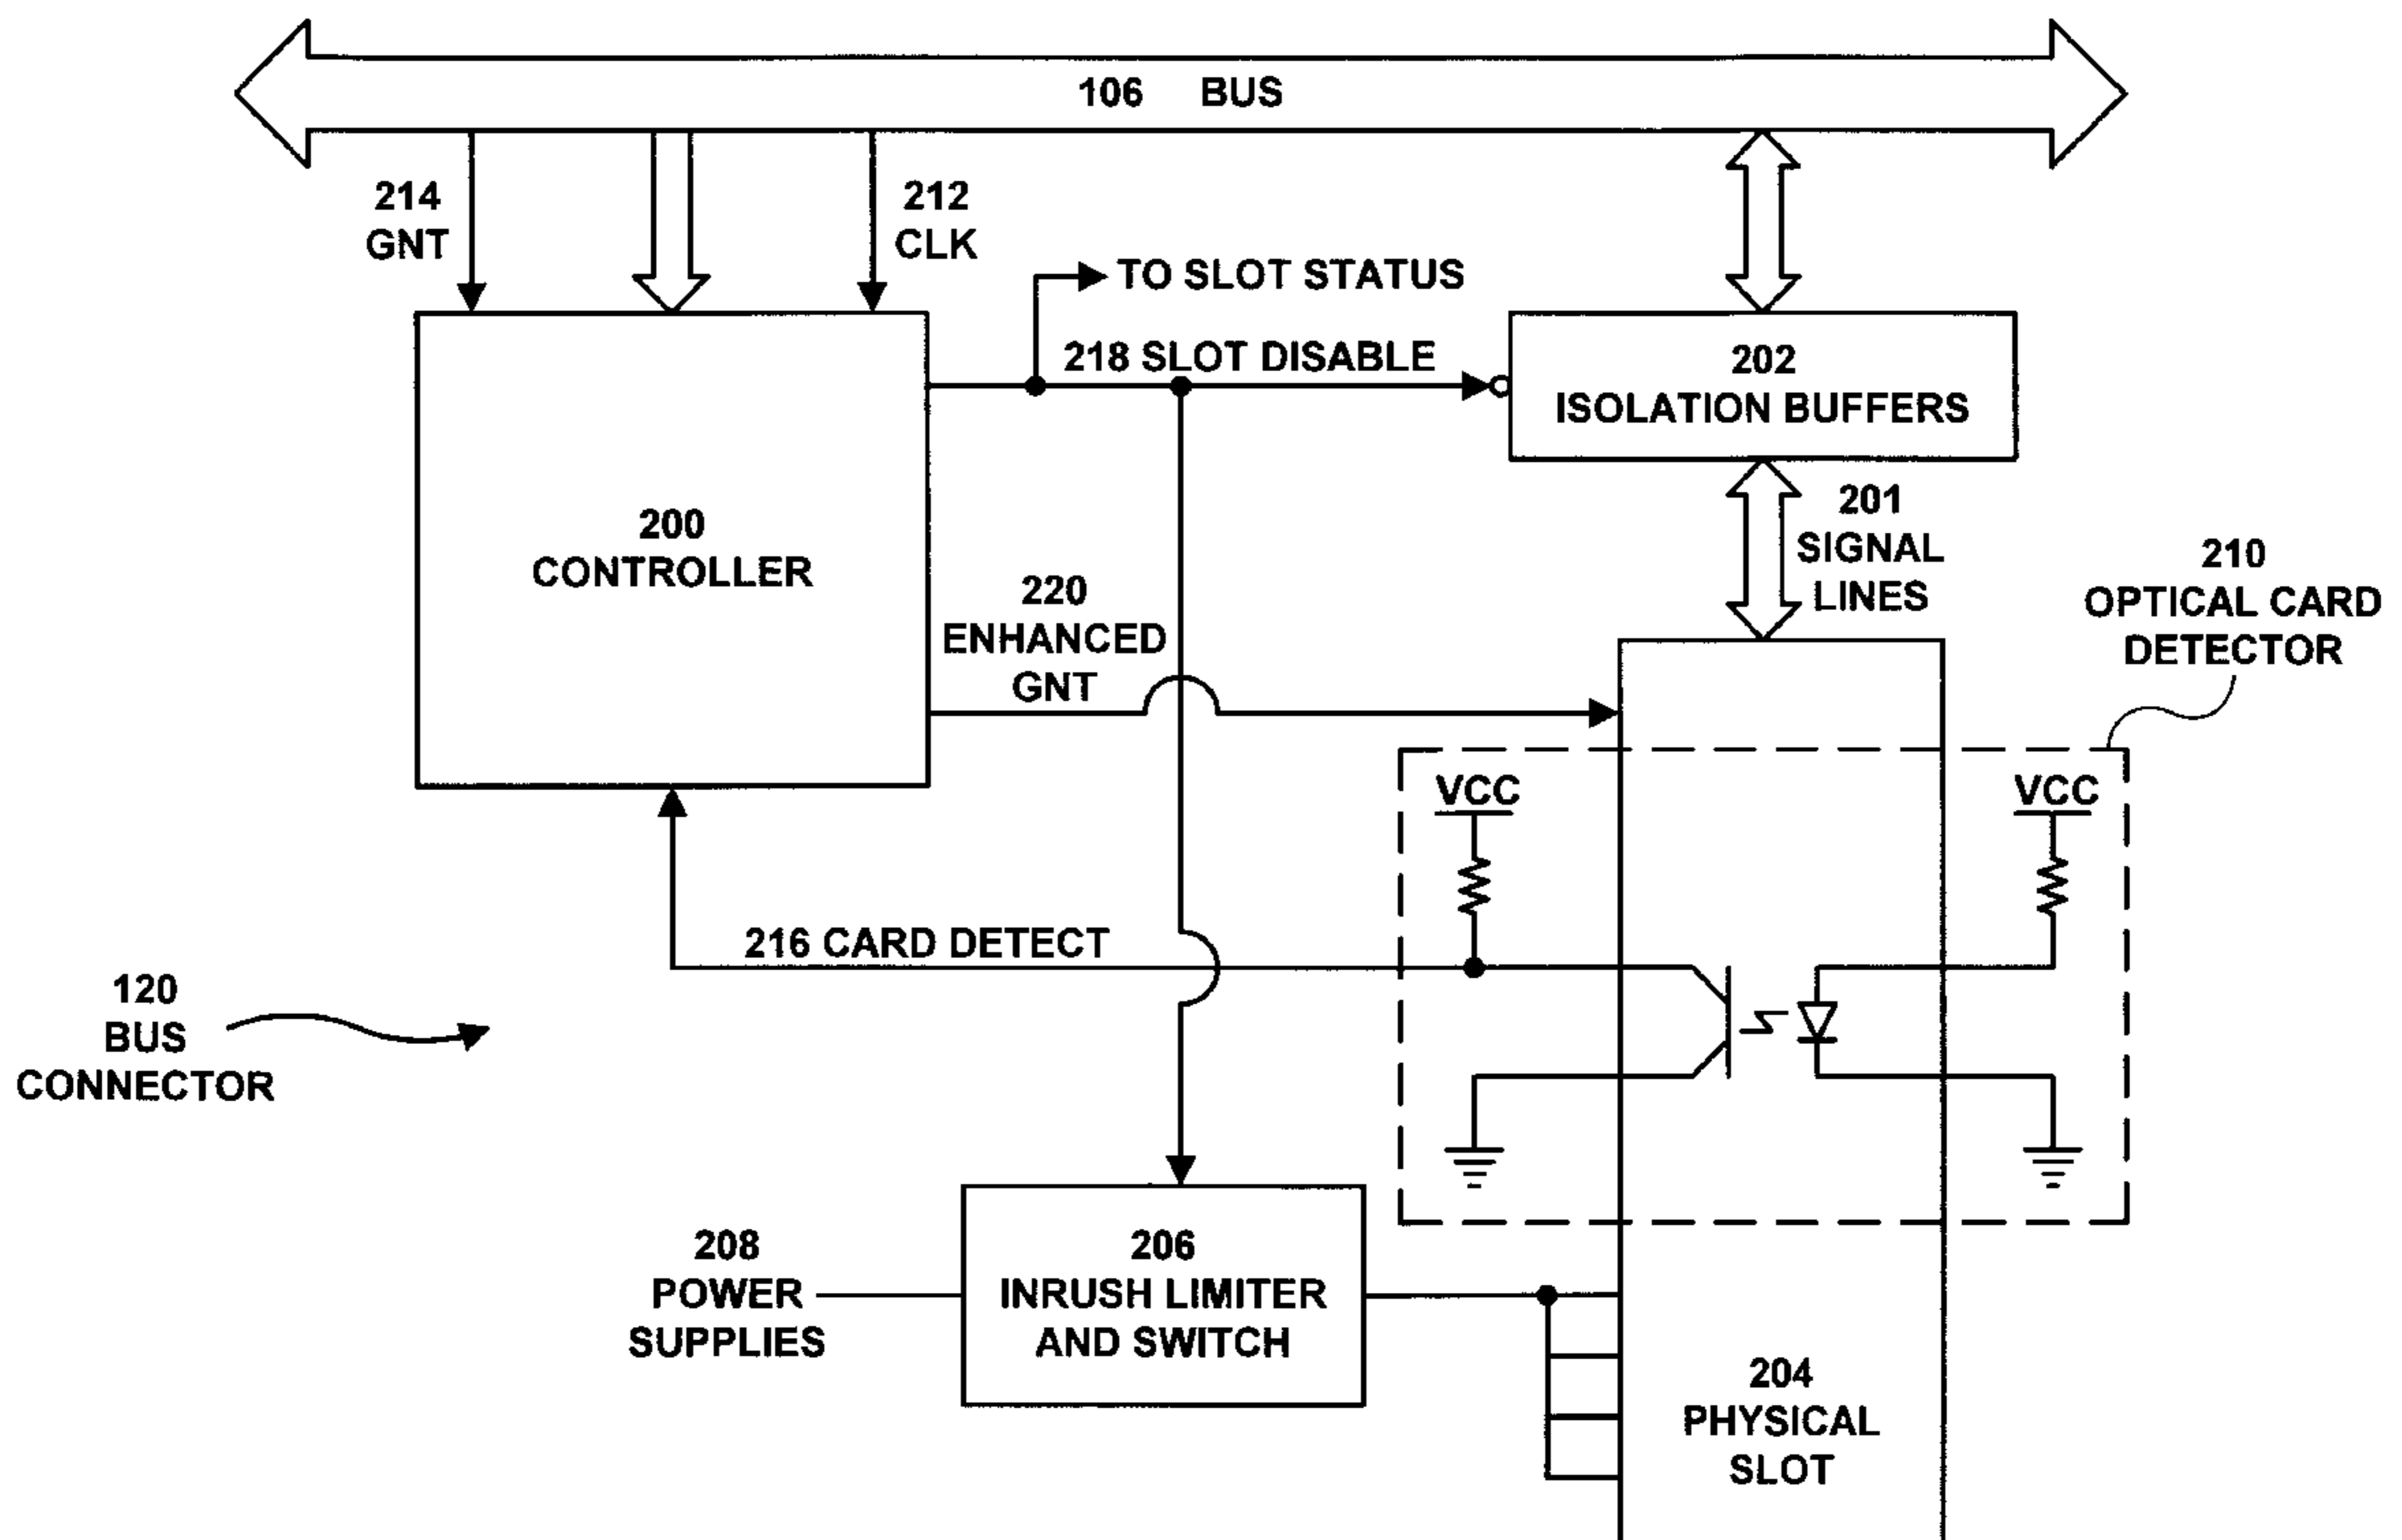 106 BUS
214
GNT
212
CLK
TO SLOT STATUS
218 SLOT DISABLE
202
ISOLATION BUFFERS
200
CONTROLLER
201
SIGNAL
LINES
210
OPTICAL CARD
DETECTOR
220
ENHANCED
GNT
VCC
VCC
216 CARD DETECT
120
BUS
CONNECTOR
208
POWER
SUPPLIES
206
INRUSH LIMITER
AND SWITCH
204
PHYSICAL
SLOT